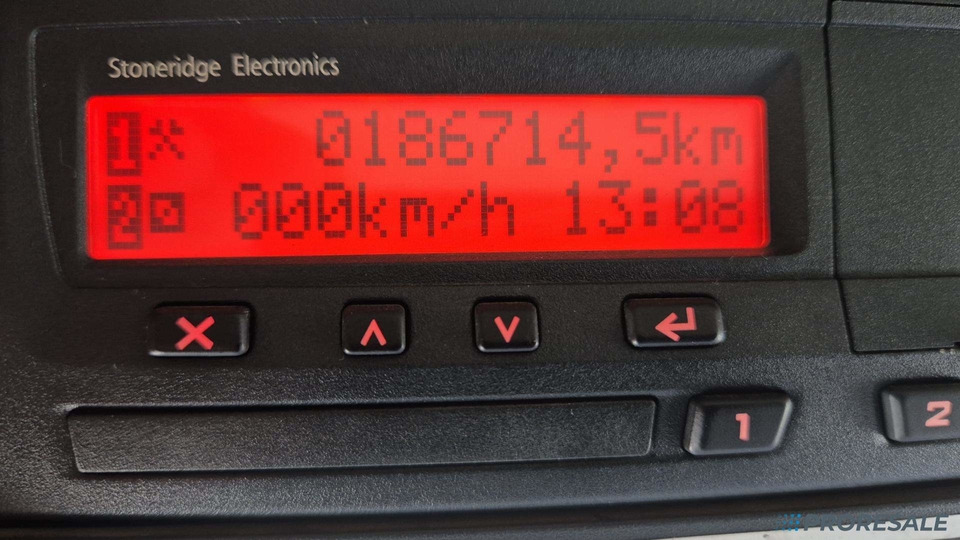 Stoneridge Electronics
1 0186714,5km
2 000km/h 13:08
1
2
PRORESALE